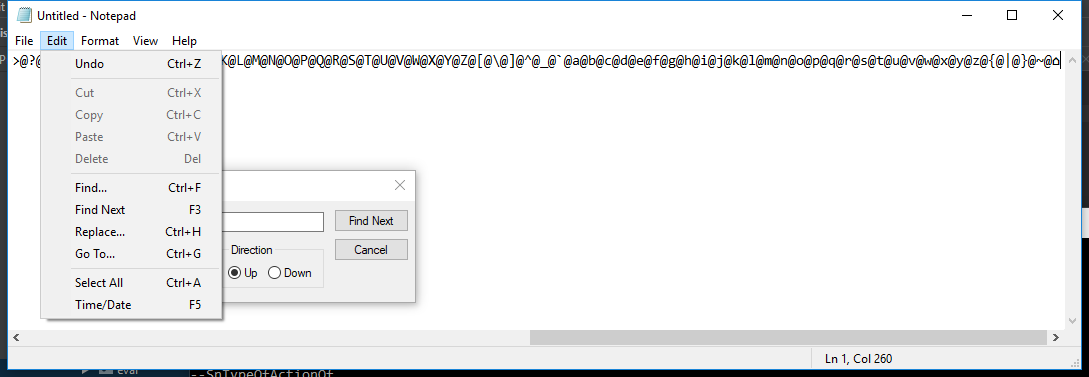 Untitled - Notepad
File Edit Format View Help
>@?@ K@L@M@N@O@P@Q@R@S@T@U@V@W@X@Y@Z@[@\@]@^@_@`@a@b@c@d@e@f@g@h@i@j@k@l@m@n@o@p@q@r@s@t@u@v@w@x@y@z@{@|@}@~@⌂
Undo Ctrl+Z
Cut Ctrl+X
Copy Ctrl+C
Paste Ctrl+V
Delete Del
Find... Ctrl+F
Find Next F3
Replace... Ctrl+H
Go To... Ctrl+G
Select All Ctrl+A
Time/Date F5
Find Next
Cancel
Direction
Up Down
Ln 1, Col 260
eval
--SpTypeOfActionOf